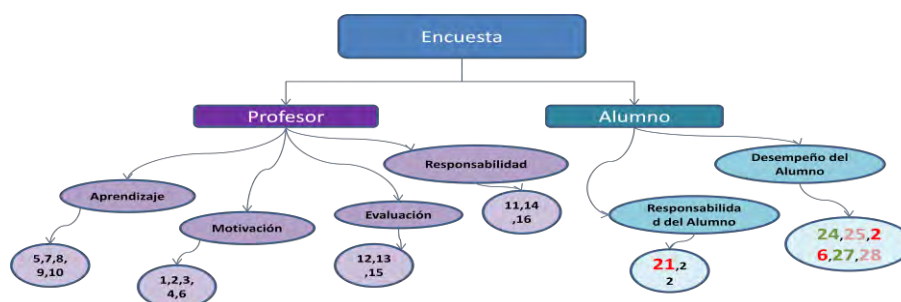 Encuesta
Profesor
Alumno
Responsabilidad
Desempeño del
Alumno
Aprendizaje
Motivación
Evaluación
11,14
,16
Responsabilida
d del Alumno
24,25,2
6,27,28
5,7,8,
9,10
1,2,3,
4,6
12,13
,15
21,2
2